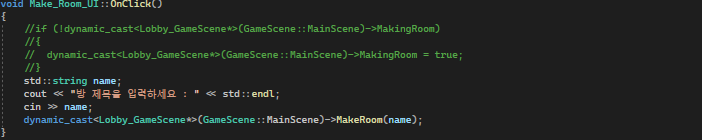 void Make_Room_UI::OnClick()
{
//if (!dynamic_cast<Lobby_GameScene*>(GameScene::MainScene)->MakingRoom)
//{
//  dynamic_cast<Lobby_GameScene*>(GameScene::MainScene)->MakingRoom = true;
//}
std::string name;
cout << "방 제목을 입력하세요 : " << std::endl;
cin >> name;
dynamic_cast<Lobby_GameScene*>(GameScene::MainScene)->MakeRoom(name);
}